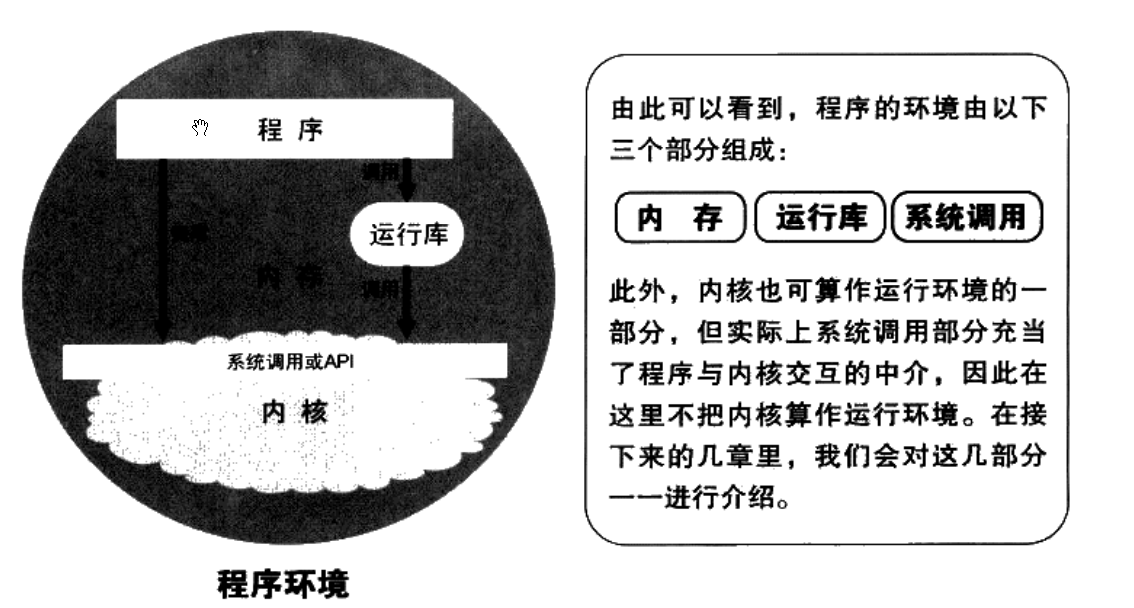 程 序
调用
运行库
内 存
调用
系统调用或API
内 核
程序环境
由此可以看到，程序的环境由以下
三个部分组成：
内 存 运行库 系统调用
此外，内核也可算作运行环境的一
部分，但实际上系统调用部分充当
了程序与内核交互的中介，因此在
这里不把内核算作运行环境。在接
下来的几章里，我们会对这几部分
一一进行介绍。